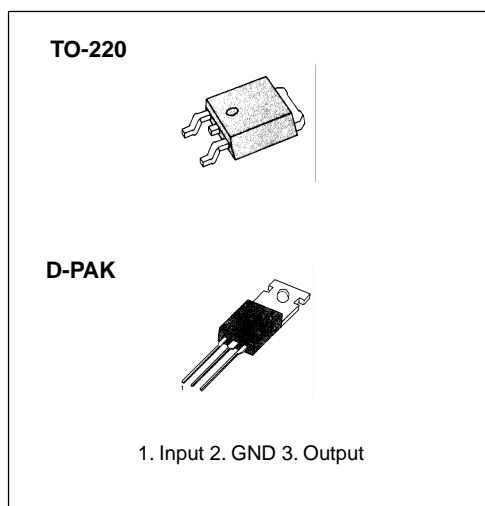 TO-220
D-PAK
1
1. Input 2. GND 3. Output